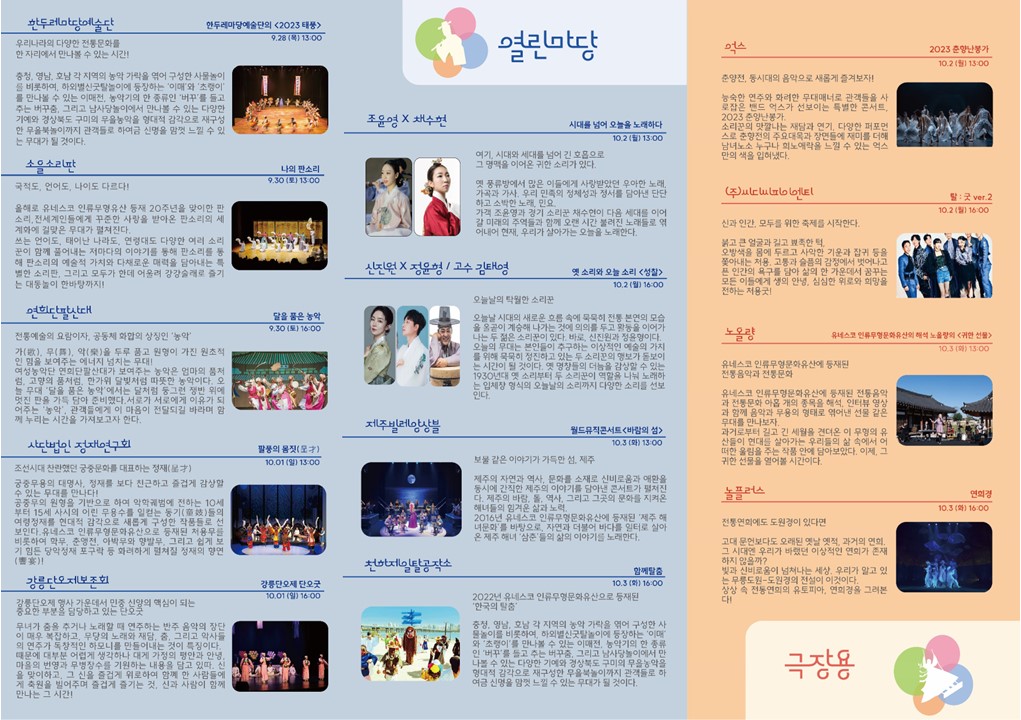 한두레마당예술단
한두레마당예술단의 <2023 태풍>
9.28 (목) 13:00
우리나라의 다양한 전통문화를
한 자리에서 만나볼 수 있는 시간!
충청, 영남, 호남 각 지역의 농악 가락을 엮어 구성한 사물놀이
를 비롯하여, 하회별신굿탈놀이에 등장하는 ‘이매’와 ‘초랭이’
를 만나볼 수 있는 이매전, 농악기의 한 종류인 ‘버꾸’를 들고
추는 버꾸춤, 그리고 남사당놀이에서 만나볼 수 있는 다양한
기예와 경상북도 구미의 무을농악을 형대적 감각으로 재구성
한 무을북놀이까지 관객들로 하여금 신명을 맘껏 느낄 수 있
는 무대가 될 것이다.
소을소리판
나의 판소리
9.30 (토) 13:00
국적도, 언어도, 나이도 다르다!
올해로 유네스코 인류무형유산 등재 20주년을 맞이한 판
소리,전세계인들에게 꾸준한 사랑을 받아온 판소리의 세
계화에 걸맞은 무대가 펼쳐진다.
쓰는 언어도, 태어난 나라도, 연령대도 다양한 여러 소리
꾼이 함께 풀어내는 저마다의 이야기를 통해 판소리를 통
해 판소리의 예술적 가치와 다채로운 매력을 담아내는 특
별한 소리판, 그리고 모두가 한데 어울려 강강술래로 즐기
는 대동놀이 한바탕까지!
연희단팔산대
달을 품은 농악
9.30 (토) 16:00
전통예술의 요람이자, 공동체 화합의 상징인 ‘농악’
가(歌), 무(舞), 악(樂)을 두루 품고 원형이 가진 원초적
인 힘을 보여주는 에너지 넘치는 무대!
여성농악단 연희단팔산대가 보여주는 농악은 엄마의 품처
럼, 고향의 품처럼, 한가위 달빛처럼 따뜻한 농악이다. 오
늘 무대 ‘달을 품은 농악’에서는 달처럼 둥그런 정반 위에
멋진 판을 가득 담아 준비했다.서로가 서로에게 이유가 되
어주는 ‘농악’, 관객들에게 이 마음이 전달되길 바라며 함
께 누리는 시간을 가져보고자 한다.
사단법인 정재연구회
팔풍의 몸짓(呈才)
10.01 (일) 13:00
조선시대 찬란했던 궁중문화를 대표하는 정재(呈才)
궁중무용의 대명사, 정재를 보다 친근하고 즐겁게 감상할
수 있는 무대를 만나다!
궁중무의 원형을 기반으로 하여 악학궤범에 전하는 10세
부터 15세 사시의 어린 무용수를 일컫는 동기(童妓)들의
여령정재를 현대적 감각으로 새롭게 구성한 작품들로 선
보인다.유네스코 인류무형문화유산으로 등재된 처용무를
비롯하여 학무, 춘앵전, 아박무와 향발무, 그리고 쉽게 보
기 힘든 당악정재 포구락 등 화려하게 펼쳐질 정재의 향연
(饗宴)!
강릉단오제보존회
강릉단오제 단오굿
10.01 (일) 16:00
강릉단오제 행사 가운데서 민중 신앙의 핵심이 되는
중요한 부분을 담당하고 있는 단오굿
무녀가 춤을 추거나 노래할 때 연주하는 반주 음악의 장단
이 매우 복잡하고, 무당의 노래와 재담, 춤, 그리고 악사들
의 연주가 독창적인 하모니를 만들어내는 것이 특징이다.
때문에 대부분 어렵게 생각하나 대게 가정의 평안과 안녕,
마을의 번영과 무병장수를 기원하는 내용을 담고 있따. 신
을 맞이하고, 그 신을 즐겁게 위로하여 함께 한 사람들에
게 축원을 빌어주며 즐겁게 즐기는 것, 신과 사람이 함께
만나는 그 시간!
열린마당
조윤영 X 채수현
시대를 넘어 오늘을 노래하다
10.2 (월) 13:00
여기, 시대와 세대를 넘어 긴 호흡으로
그 명맥을 이어온 귀한 소리가 있다.
옛 풍류방에서 많은 이들에게 사랑받았던 우아한 노래,
가곡과 가사, 우리 민족의 정체성과 정서를 담아낸 단단
하고 소박한 노래, 민요.
가객 조윤영과 경기 소리꾼 채수현이 다음 세대를 이어
갈 미래의 주역들과 함께 오랜 시간 불러진 노래들로 엮
어내어 현재, 우리가 살아가는 오늘을 노래한다.
신진원 X 정윤형 / 고수 김태영
옛 소리와 오늘 소리 <성찰>
10.2 (월) 16:00
오늘날의 탁월한 소리꾼
오늘날 시대의 새로운 흐름 속에 묵묵히 전통 본연의 모습
을 올곧이 계승해 나가는 것에 의의를 두고 활동을 이어가
나는 두 젊은 소리꾼이 있다. 바로, 신진원과 정윤형이다.
오늘의 무대는 본인들이 추구하는 이상적인 예술의 가치
를 위해 묵묵히 정진하고 있는 두 소리꾼의 행보가 돋보이
는 시간이 될 것이다. 옛 명창들의 더늠을 감상할 수 있는
1930년대 옛 소리부터 두 소리꾼이 역할을 나눠 노래하
는 입체창 형식의 오늘날의 소리까지 다양한 소리를 선보
인다.
제주빌레앙상블
월드뮤직콘서트<바람의 섬>
10.3 (화) 13:00
보물 같은 이야기가 가득한 섬, 제주
제주의 자연과 역사, 문화를 소재로 신비로움과 애환을
동시에 간직한 제주의 이야기를 담아낸 콘서트가 펼쳐진
다. 제주의 바람, 돌, 역사, 그리고 그곳의 문화를 지켜온
해녀들의 힘겨운 삶과 노래.
2016년 유네스코 인류무형문화유산에 등재된 ‘제주 해
녀문화’를 바탕으로, 자연과 더불어 바다를 일터로 살아
온 제주 해녀 ‘삼춘’들의 삶의 이야기를 노래한다.
천하제일탈공작소
함께탈춤
10.3 (화) 16:00
2022년 유네스코 인류무형문화유산으로 등재된
‘한국의 탈춤’
충청, 영남, 호남 각 지역의 농악 가락을 엮어 구성한 사
물놀이를 비롯하여, 하회별신굿탈놀이에 등장하는 ‘이매’
와 ‘초랭이’를 만나볼 수 있는 이매전, 농악기의 한 종류
인 ‘버꾸’를 들고 추는 버꾸춤, 그리고 남사당놀이에서 만
나볼 수 있는 다양한 기예와 경상북도 구미의 무을농악을
형대적 감각으로 재구성한 무을북놀이까지 관객들로 하
여금 신명을 맘껏 느낄 수 있는 무대가 될 것이다.
억스
2023 춘향난봉가
10.2 (월) 13:00
춘양전, 동시대의 음악으로 새롭게 즐겨보자!
능숙한 연주와 화려한 무대매너로 관객들을 사
로잡은 밴드 억스가 선보이는 특별한 콘서트,
2023 춘향난봉가.
소리꾼의 맛깔나는 재담과 연기, 다양한 퍼포먼
스로 춘향전의 주요대목과 장면들에 재미를 더해
남녀노소 누구나 희노애락을 느낄 수 있는 억스
만의 색을 입혀냈다.
탈 : 굿 ver.2
10.2 (월) 16:00
신과 인간, 모두를 위한 축제를 시작한다.
붉고 큰 얼굴과 길고 뾰족한 턱,
오방색을 몸에 두르고 사악한 기운과 잡귀 등을
쫓아내는 처용. 고통과 슬픔의 감정에서 벗어나고
픈 인간의 욕구를 담아 삶의 한 가운데서 꿈꾸는
모든 이들에게 생의 안녕, 심심한 위로와 희망을
전하는 처용굿!
노올량
유네스코 인류무형문화유산의 해석 노올량의 <귀한 선물>
10.3 (화) 13:00
유네스코 인류무형문화유산에 등재된
전통음악과 전통문화
유네스코 인류무형문화유산에 등재된 전통음악
과 전통문화 아홉 개의 종목을 해석, 인터뷰 영상
과 함께 음악과 무용의 형태로 엮어낸 선물 같은
무대를 만나보자.
과거로부터 길고 긴 세월을 견뎌온 이 무형의 유
산들이 현대를 살아가는 우리들의 삶 속에서 어
떠한 울림을 주는 작품 안에 담아보았다. 이제, 그
귀한 선물을 열어볼 시간이다.
놀플러스
연희경
10.3 (화) 16:00
전통연희에도 도원경이 있다면
고대 문헌보다도 오래된 옛날 옛적, 과거의 연희.
그 시대엔 우리가 바랬던 이상적인 연희가 존재
하지 않을까?
빛과 신비로움이 넘쳐나는 세상, 우리가 알고 있
는 무릉도원-도원경의 전설이 이것이다.
상상 속 전통연희의 유토피아, 연희경을 그려본
다!
극장용